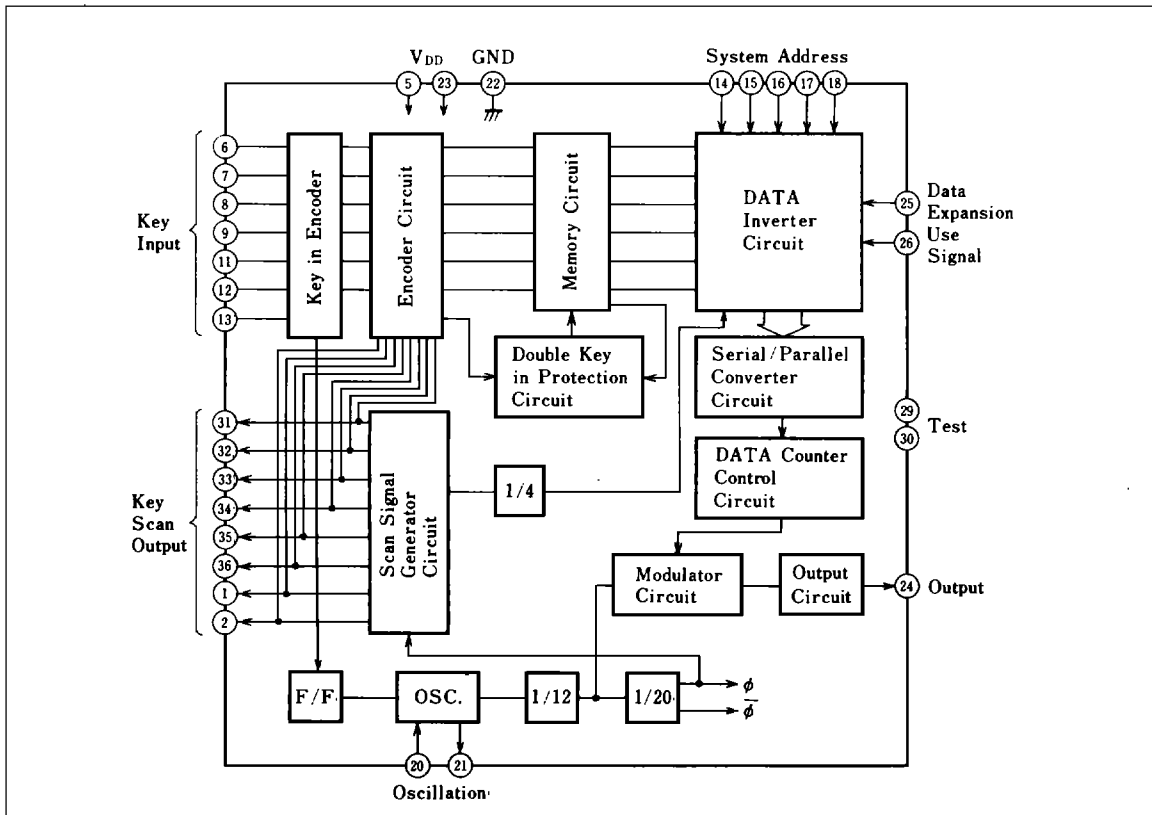 V_DD GND System Address
5 23 22 14 15 16 17 18
6
7
8
9
11
12
13
Key
Input
Key in Encoder
Encoder Circuit
Memory Circuit
DATA
Inverter
Circuit
25
26
Data
Expansion
Use
Signal
Double Key
in Protection
Circuit
Serial/Parallel
Converter
Circuit
29
30
Test
31
32
33
34
35
36
1
2
Key
Scan
Output
Scan Signal
Generator
Circuit
1/4
DATA Counter
Control
Circuit
Modulator
Circuit
Output
Circuit
24
Output
F/F
OSC.
1/12
1/20
ϕ
ϕ̅
20 21
Oscillation